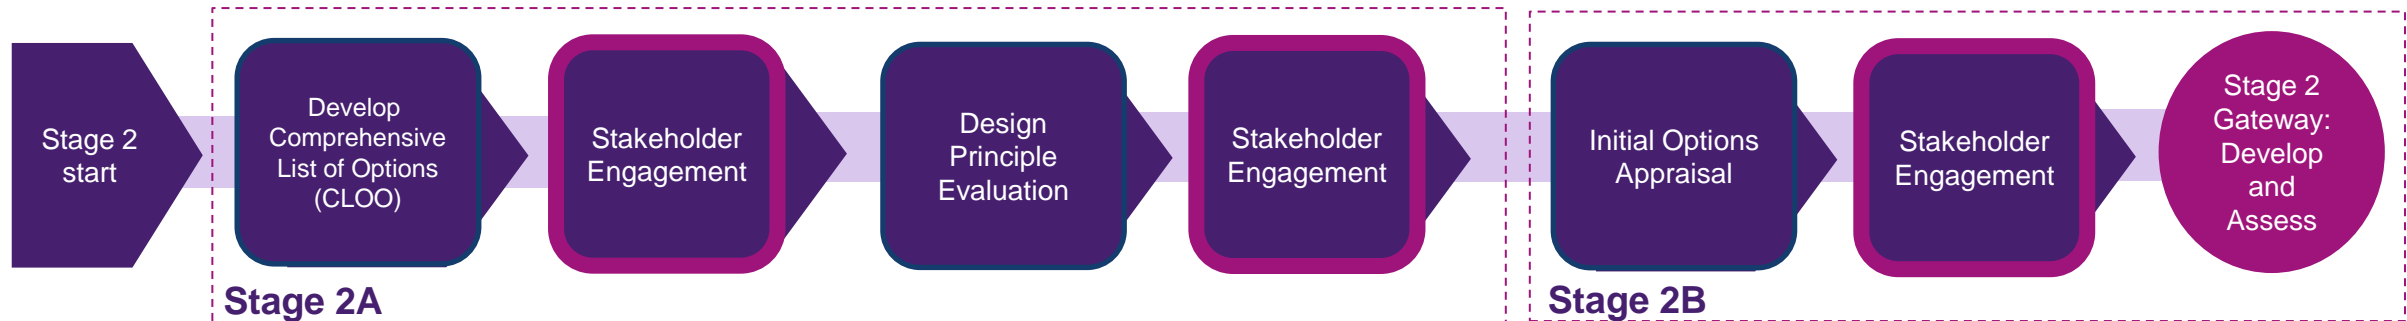 Stage 2
start
Develop
Comprehensive
List of Options
(CLOO)
Stakeholder
Engagement
Design
Principle
Evaluation
Stakeholder
Engagement
Stage 2A
Initial Options
Appraisal
Stakeholder
Engagement
Stage 2
Gateway:
Develop
and
Assess
Stage 2B